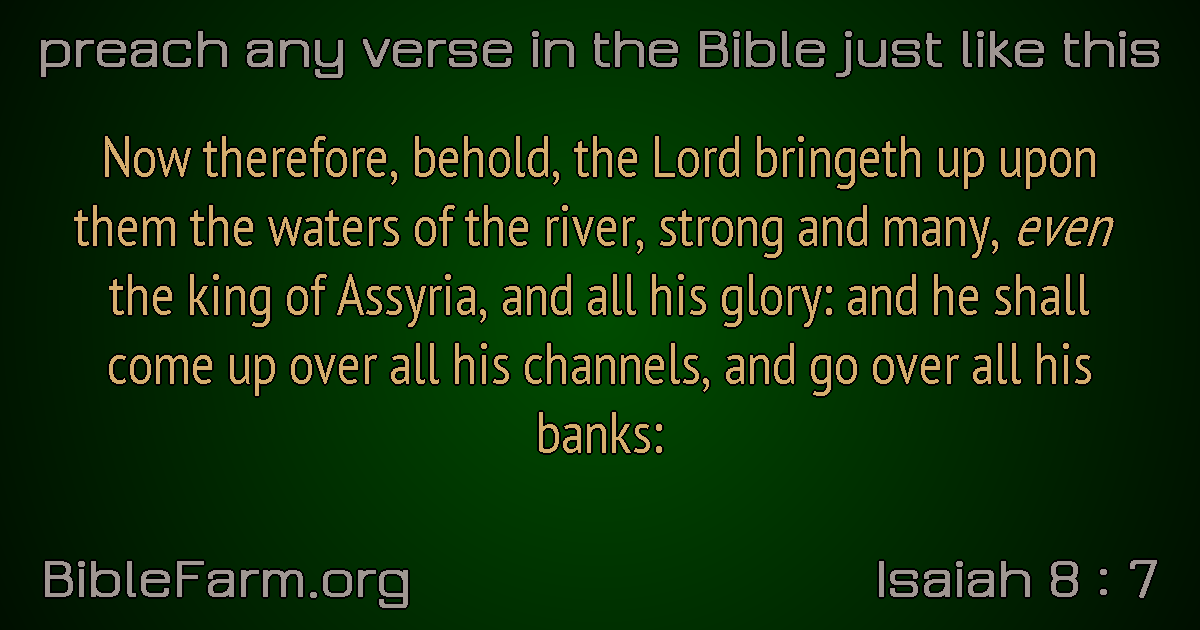 preach any verse in the Bible just like this
Now therefore, behold, the Lord bringeth up upon
them the waters of the river, strong and many, even
the king of Assyria, and all his glory: and he shall
come up over all his channels, and go over all his
banks:
BibleFarm.org
Isaiah 8 : 7